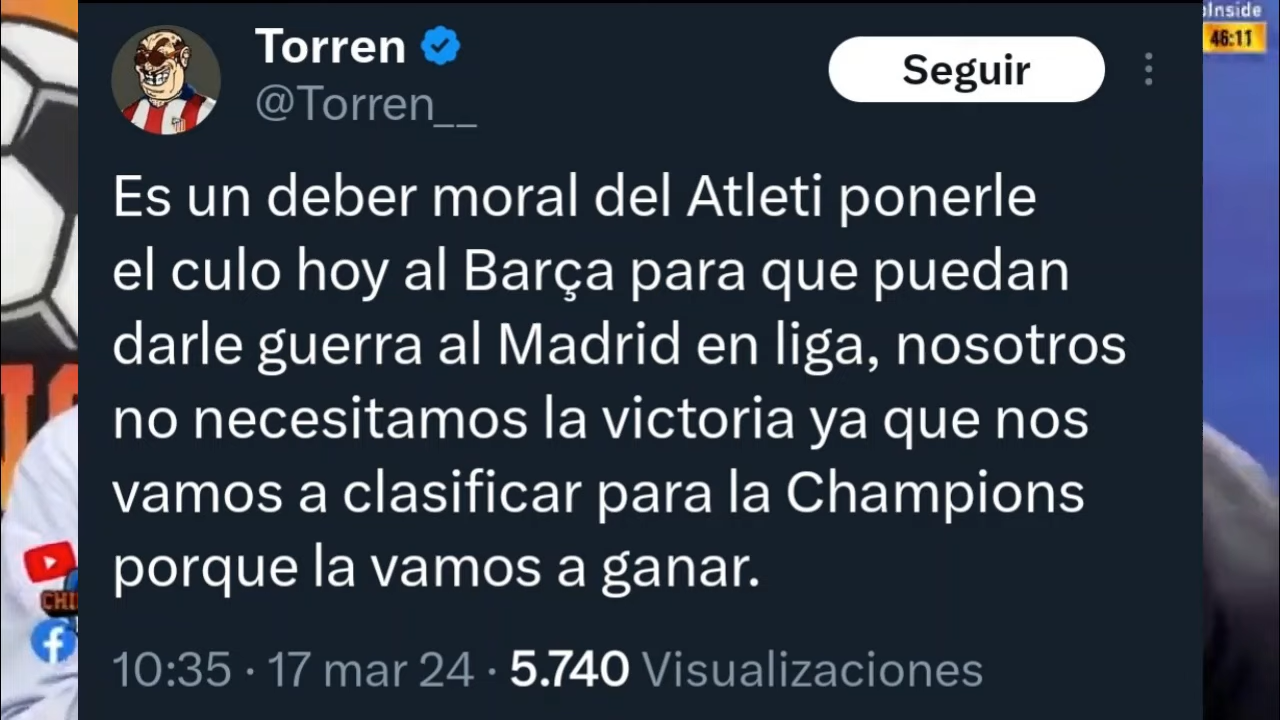 Torren
@Torren__
Seguir
Es un deber moral del Atleti ponerle
el culo hoy al Barça para que puedan
darle guerra al Madrid en liga, nosotros
no necesitamos la victoria ya que nos
vamos a clasificar para la Champions
porque la vamos a ganar.
10:35 · 17 mar 24 · 5.740 Visualizaciones
46:11